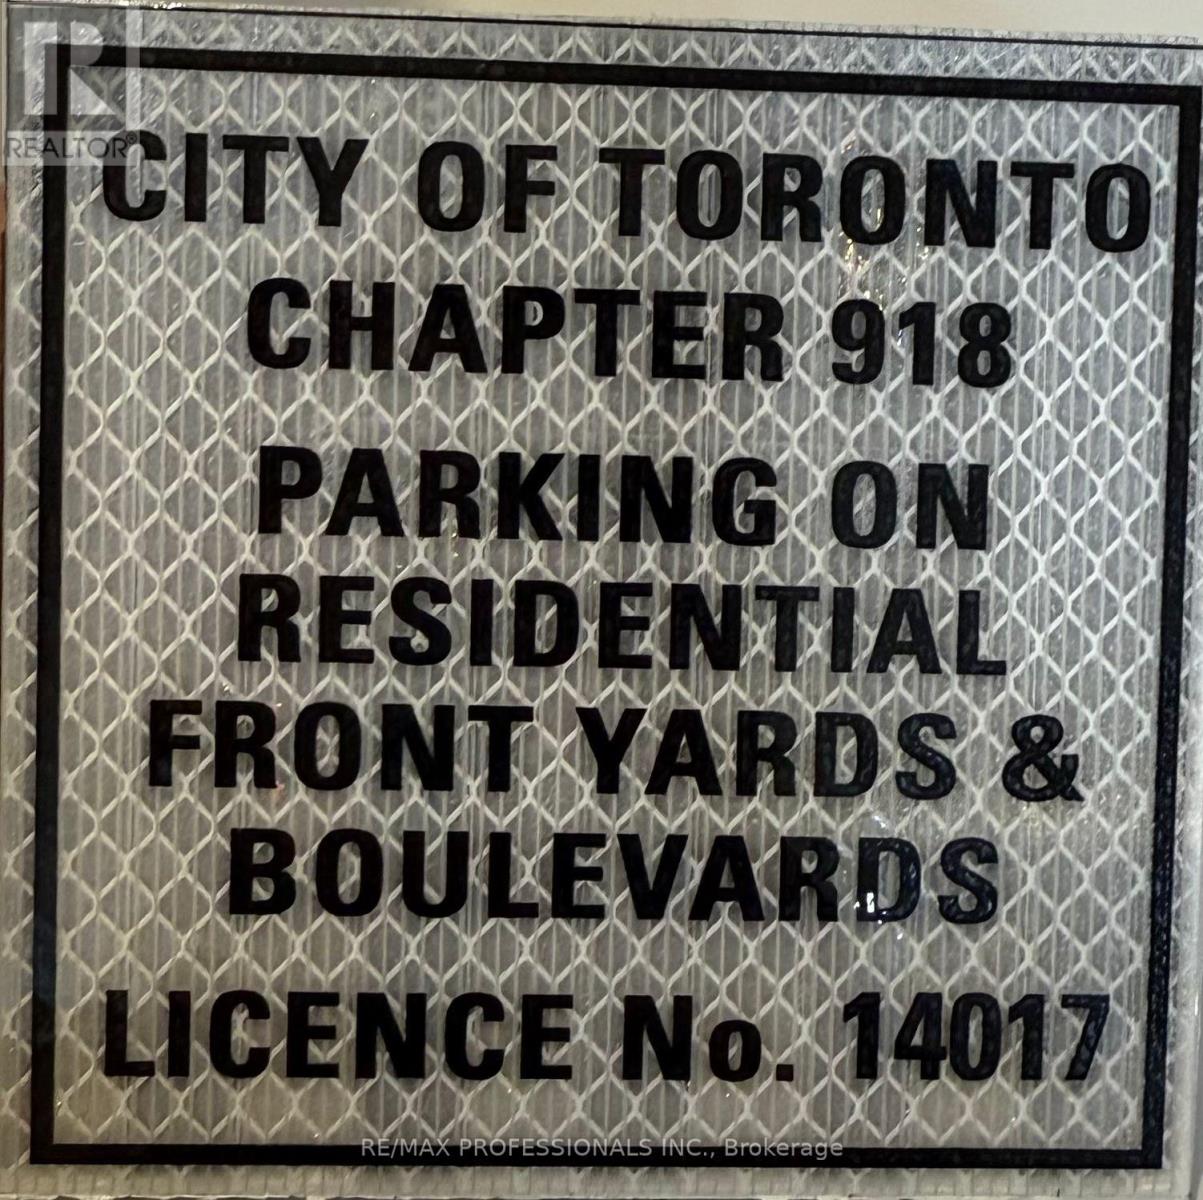 REALTOR®
CITY OF TORONTO
CHAPTER 918
PARKING ON
RESIDENTIAL
FRONT YARDS &
BOULEVARDS
LICENCE No. 14017
RE/MAX PROFESSIONALS INC., Brokerage